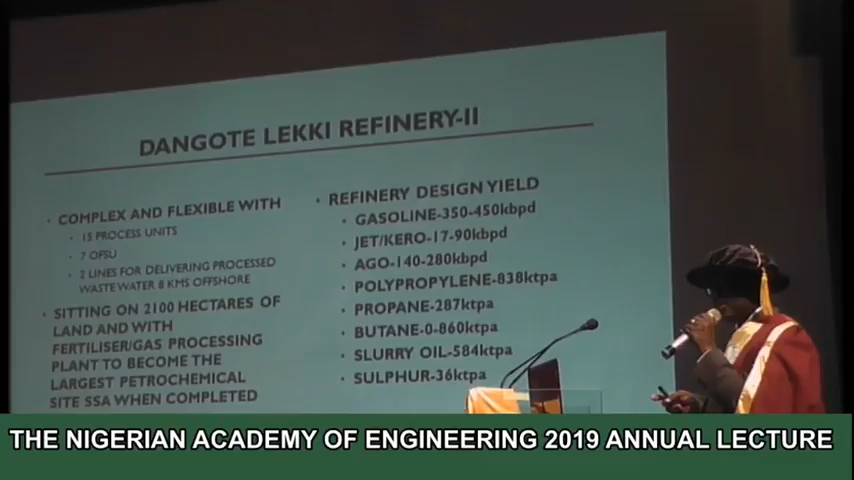 DANGOTE LEKKI REFINERY-II
• COMPLEX AND FLEXIBLE WITH
• 15 PROCESS UNITS
• 7 OFSU
• 2 LINES FOR DELIVERING PROCESSED
WASTE WATER 8 KMS OFFSHORE
• SITTING ON 2100 HECTARES OF
LAND AND WITH
FERTILISER/GAS PROCESSING
PLANT TO BECOME THE
LARGEST PETROCHEMICAL
SITE SSA WHEN COMPLETED
• REFINERY DESIGN YIELD
• GASOLINE-350-450kbpd
• JET/KERO-17-90kbpd
• AGO-140-280kbpd
• POLYPROPYLENE-838ktpa
• PROPANE-287ktpa
• BUTANE-0-860ktpa
• SLURRY OIL-584ktpa
• SULPHUR-36ktpa
THE NIGERIAN ACADEMY OF ENGINEERING 2019 ANNUAL LECTURE